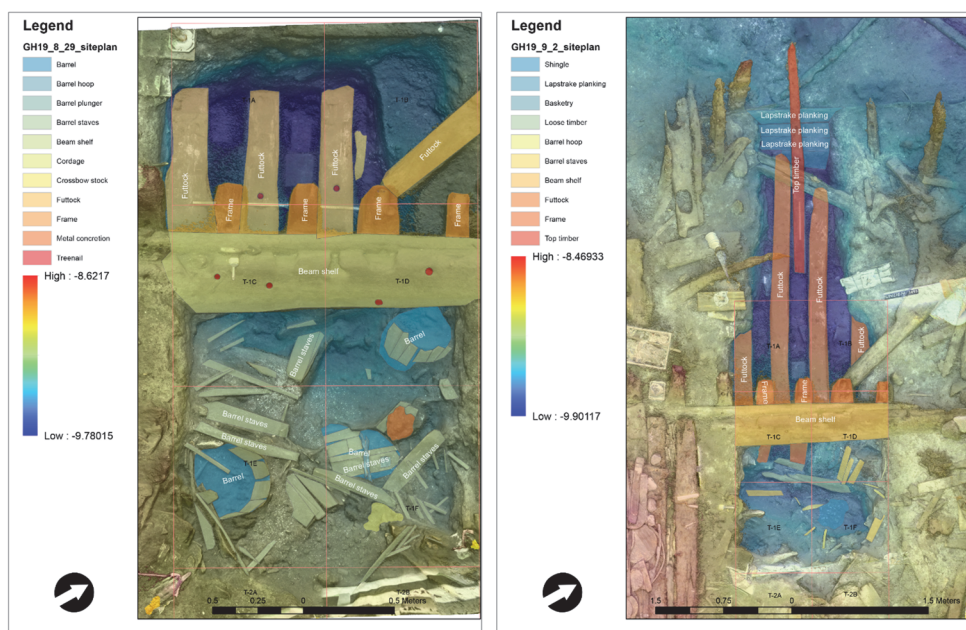 Legend
GH19_8_29_siteplan
Barrel
Barrel hoop
Barrel plunger
Barrel staves
Beam shelf
Cordage
Crossbow stock
Futtock
Frame
Metal concretion
Treenail
High : -8.6217
Low : -9.78015
T-1A
T-1B
Futtock
Futtock
Futtock
Futtock
Frame
Frame
Frame
Frame
Beam shelf
T-1C
T-1D
Barrel
Barrel staves
Barrel staves
Barrel staves
Barrel
Barrel staves
Barrel staves
Barrel staves
T-1E
Barrel
T-1F
T-2A
T-2B
0.5 0.25 0 0.5 Meters
Legend
GH19_9_2_siteplan
Shingle
Lapstrake planking
Basketry
Loose timber
Barrel hoop
Barrel staves
Beam shelf
Futtock
Frame
Top timber
High : -8.46933
Low : -9.90117
Lapstrake planking
Lapstrake planking
Lapstrake planking
Top timber
Futtock
Futtock
Futtock
Futtock
T-1A
Frame
Frame
Beam shelf
T-1C
T-1D
T-1E
T-1F
T-2A
T-2B
1.5 0.75 0 1.5 Meters